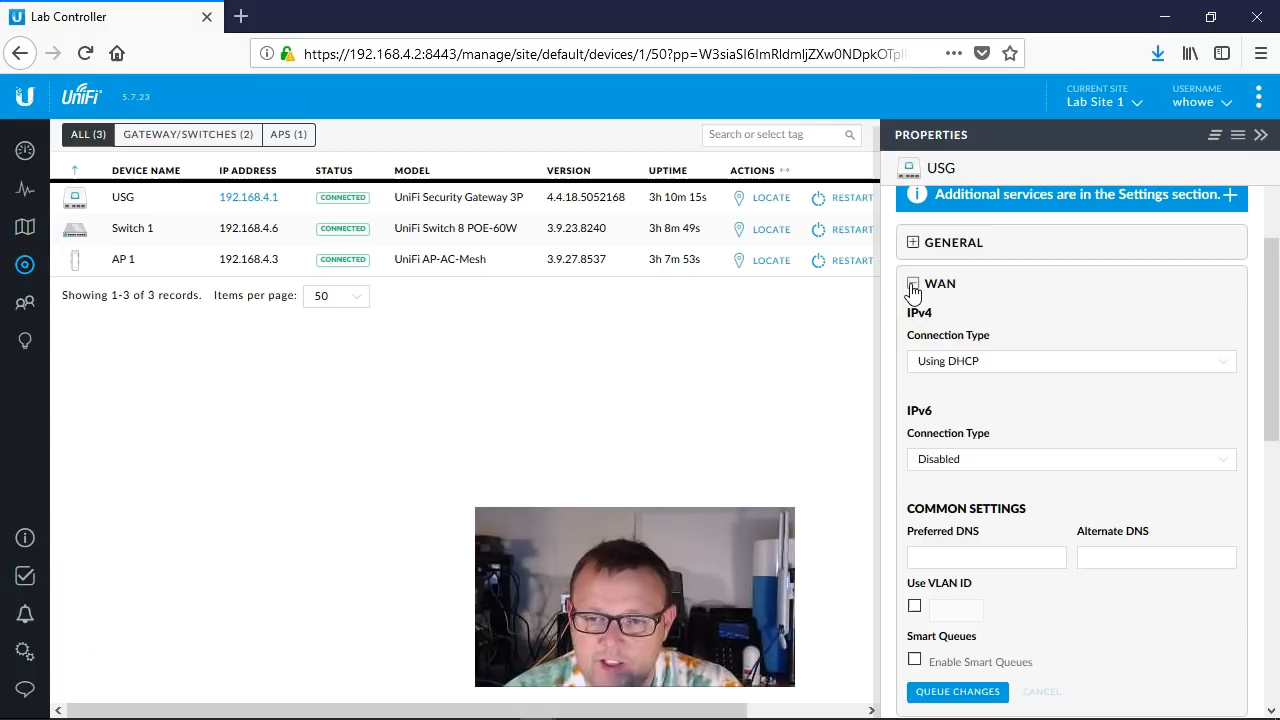 Lab Controller
https://192.168.4.2:8443/manage/site/default/devices/1/50?pp=
UniFi 5.7.23
CURRENT SITE
Lab Site 1
USERNAME
whowe
ALL (3) GATEWAY/SWITCHES (2) APS (1)
Search or select tag
DEVICE NAME IP ADDRESS STATUS MODEL VERSION UPTIME ACTIONS
USG 192.168.4.1 CONNECTED UniFi Security Gateway 3P 4.4.18.5052168 3h 10m 15s LOCATE RESTART
Switch 1 192.168.4.6 CONNECTED UniFi Switch 8 POE-60W 3.9.23.8240 3h 8m 49s LOCATE RESTART
AP 1 192.168.4.3 CONNECTED UniFi AP-AC-Mesh 3.9.27.8537 3h 7m 53s LOCATE RESTART
Showing 1-3 of 3 records. Items per page: 50
PROPERTIES
USG
Additional services are in the Settings section.
GENERAL
WAN
IPv4
Connection Type
Using DHCP
IPv6
Connection Type
Disabled
COMMON SETTINGS
Preferred DNS Alternate DNS
Use VLAN ID
Smart Queues
Enable Smart Queues
QUEUE CHANGES CANCEL